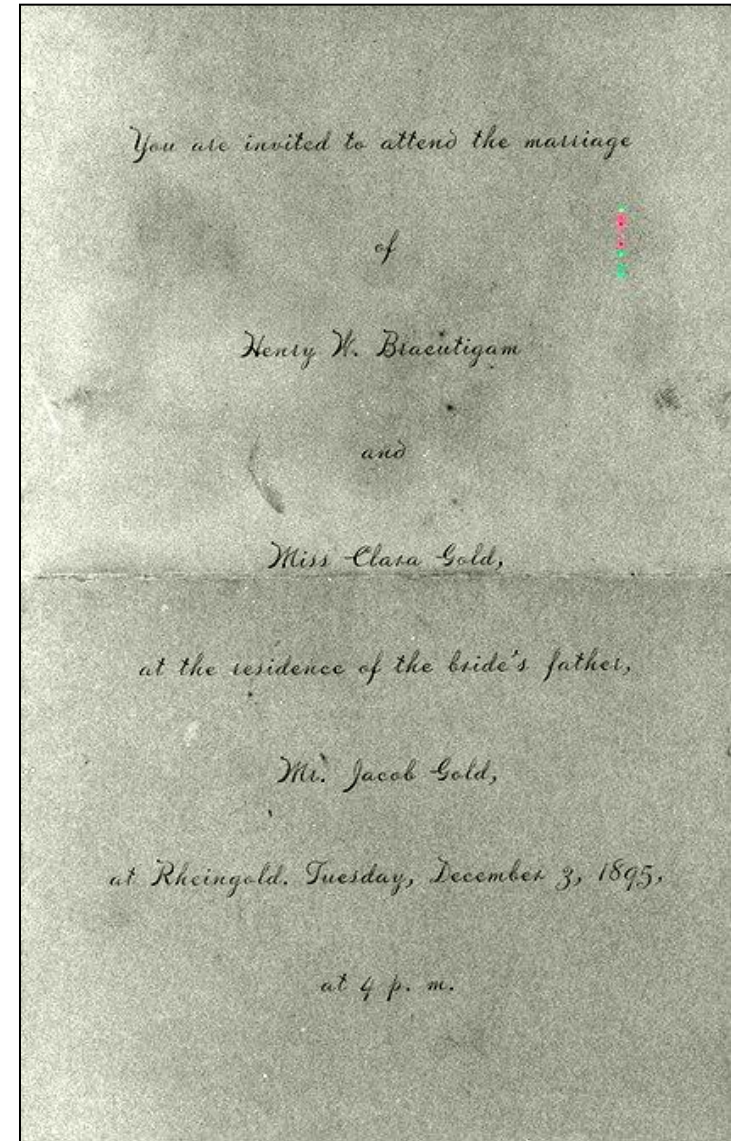 You are invited to attend the marriage
of
Henry W. Braeutigam
and
Miss Clara Gold,
at the residence of the bride's father,
Mr. Jacob Gold,
at Rheingold. Tuesday, December 3, 1895,
at 4 p. m.